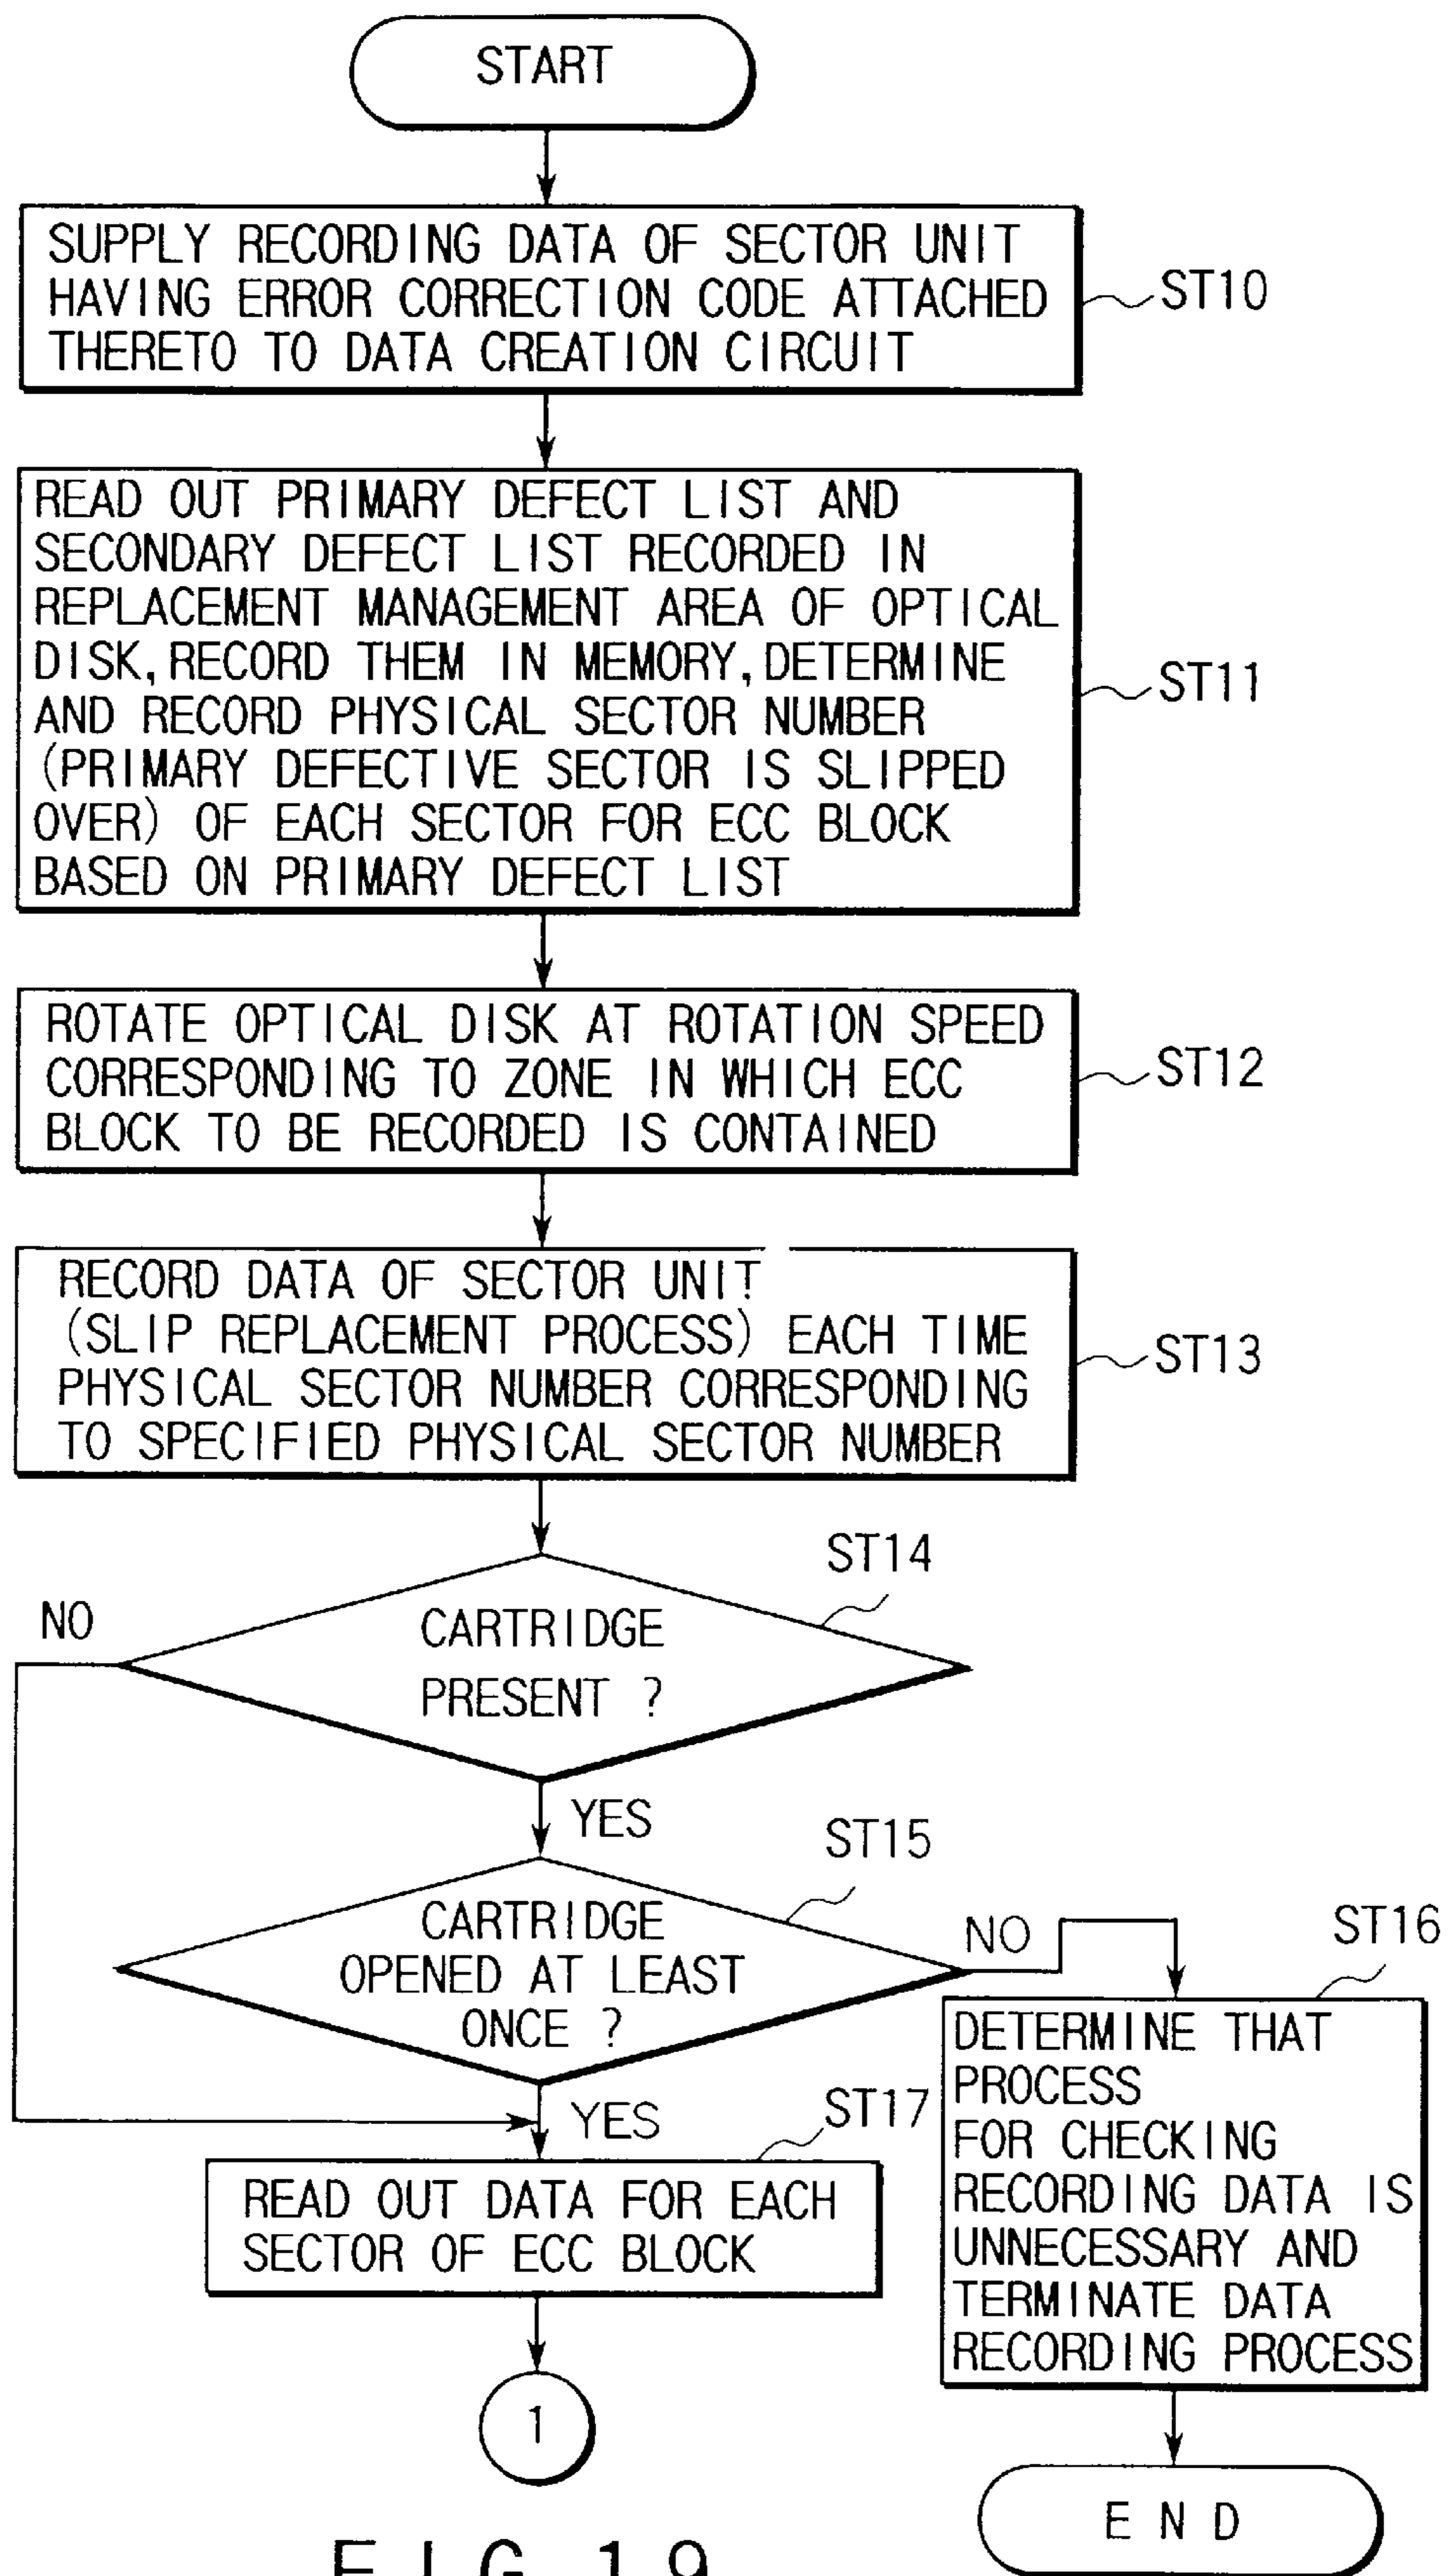 START
SUPPLY RECORDING DATA OF SECTOR UNIT
HAVING ERROR CORRECTION CODE ATTACHED
THERETO TO DATA CREATION CIRCUIT
ST10
READ OUT PRIMARY DEFECT LIST AND
SECONDARY DEFECT LIST RECORDED IN
REPLACEMENT MANAGEMENT AREA OF OPTICAL
DISK, RECORD THEM IN MEMORY, DETERMINE
AND RECORD PHYSICAL SECTOR NUMBER
(PRIMARY DEFECTIVE SECTOR IS SLIPPED
OVER) OF EACH SECTOR FOR ECC BLOCK
BASED ON PRIMARY DEFECT LIST
ST11
ROTATE OPTICAL DISK AT ROTATION SPEED
CORRESPONDING TO ZONE IN WHICH ECC
BLOCK TO BE RECORDED IS CONTAINED
ST12
RECORD DATA OF SECTOR UNIT
(SLIP REPLACEMENT PROCESS) EACH TIME
PHYSICAL SECTOR NUMBER CORRESPONDING
TO SPECIFIED PHYSICAL SECTOR NUMBER
ST13
ST14
NO
CARTRIDGE
PRESENT ?
YES
ST15
CARTRIDGE
OPENED AT LEAST
ONCE ?
NO
ST16
DETERMINE THAT
PROCESS
FOR CHECKING
RECORDING DATA IS
UNNECESSARY AND
TERMINATE DATA
RECORDING PROCESS
YES
ST17
READ OUT DATA FOR EACH
SECTOR OF ECC BLOCK
1
END
FIG. 19